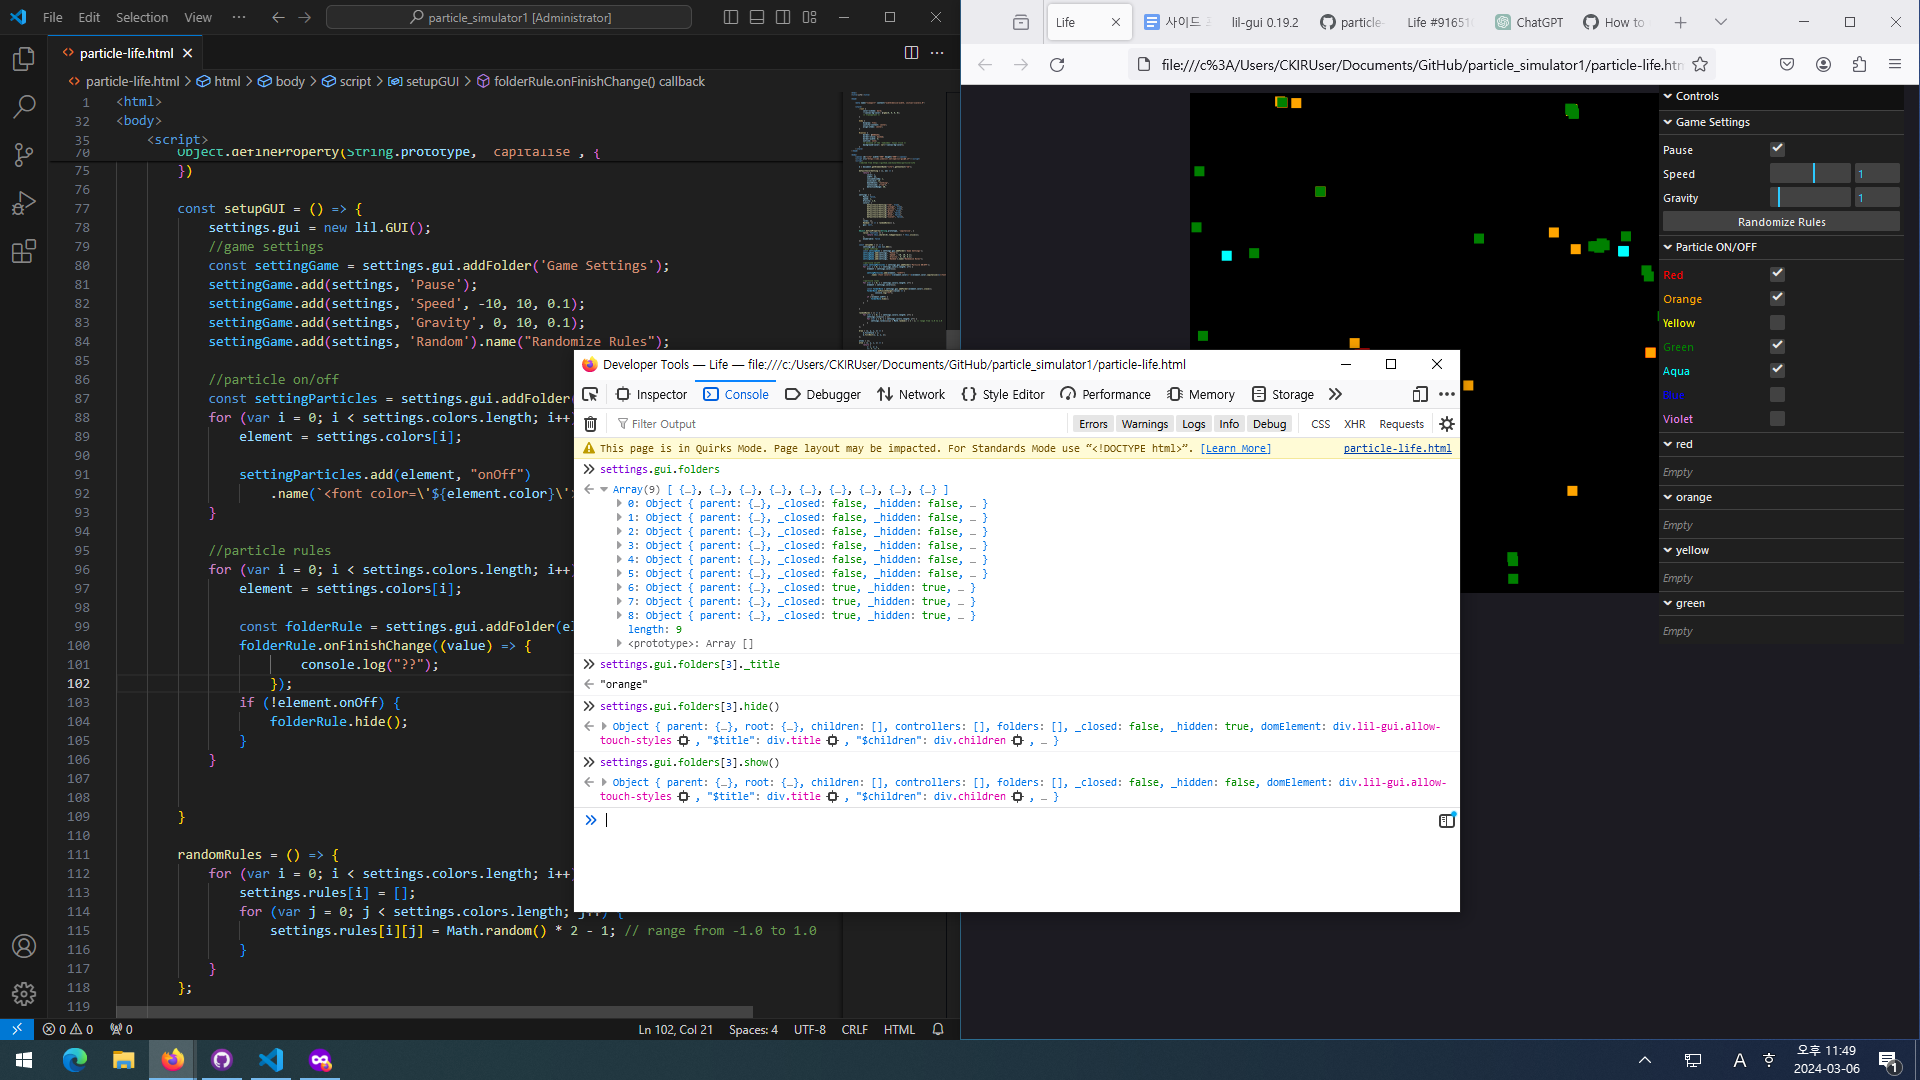 File Edit Selection View ··· particle_simulator1 [Administrator]
particle-life.html
particle-life.html > html > body > script > setupGUI > folderRule.onFinishChange() callback
1 <html>
32 <body>
35 <script>
70 Object.defineProperty(String.prototype, 'capitalise', {
75 })
76
77 const setupGUI = () => {
78 settings.gui = new lil.GUI();
79 //game settings
80 const settingGame = settings.gui.addFolder('Game Settings');
81 settingGame.add(settings, 'Pause');
82 settingGame.add(settings, 'Speed', -10, 10, 0.1);
83 settingGame.add(settings, 'Gravity', 0, 10, 0.1);
84 settingGame.add(settings, 'Random').name("Randomize Rules");
85
86 //particle on/off
87 const settingParticles = settings.gui.addFolder(
88 for (var i = 0; i < settings.colors.length; i++)
89 element = settings.colors[i];
90
91 settingParticles.add(element, "onOff")
92 .name(`<font color=\'${element.color}\'
93 }
94
95 //particle rules
96 for (var i = 0; i < settings.colors.length; i++)
97 element = settings.colors[i];
98
99 const folderRule = settings.gui.addFolder(el
100 folderRule.onFinishChange((value) => {
101 console.log("??");
102 });
103 if (!element.onOff) {
104 folderRule.hide();
105 }
106 }
107
108
109 }
110
111 randomRules = () => {
112 for (var i = 0; i < settings.colors.length; i++)
113 settings.rules[i] = [];
114 for (var j = 0; j < settings.colors.length; j++) {
115 settings.rules[i][j] = Math.random() * 2 - 1; // range from -1.0 to 1.0
116 }
117 }
118 };
119
0 0 0 Ln 102, Col 21 Spaces: 4 UTF-8 CRLF HTML
Life 사이드 lil-gui 0.19.2 particle- Life #91651 ChatGPT How to
file:///c%3A/Users/CKIRUser/Documents/GitHub/particle_simulator1/particle-life.htm
Controls
Game Settings
Pause
Speed 1
Gravity 1
Randomize Rules
Particle ON/OFF
Red
Orange
Yellow
Green
Aqua
Blue
Violet
red
Empty
orange
Empty
yellow
Empty
green
Empty
Developer Tools — Life — file:///c:/Users/CKIRUser/Documents/GitHub/particle_simulator1/particle-life.html
Inspector Console Debugger Network Style Editor Performance Memory Storage
Filter Output Errors Warnings Logs Info Debug CSS XHR Requests
This page is in Quirks Mode. Page layout may be impacted. For Standards Mode use “<!DOCTYPE html>”. [Learn More] particle-life.html
settings.gui.folders
Array(9) [ {…}, {…}, {…}, {…}, {…}, {…}, {…}, {…}, {…} ]
0: Object { parent: {…}, _closed: false, _hidden: false, … }
1: Object { parent: {…}, _closed: false, _hidden: false, … }
2: Object { parent: {…}, _closed: false, _hidden: false, … }
3: Object { parent: {…}, _closed: false, _hidden: false, … }
4: Object { parent: {…}, _closed: false, _hidden: false, … }
5: Object { parent: {…}, _closed: false, _hidden: false, … }
6: Object { parent: {…}, _closed: true, _hidden: true, … }
7: Object { parent: {…}, _closed: true, _hidden: true, … }
8: Object { parent: {…}, _closed: true, _hidden: true, … }
length: 9
<prototype>: Array []
settings.gui.folders[3]._title
"orange"
settings.gui.folders[3].hide()
Object { parent: {…}, root: {…}, children: [], controllers: [], folders: [], _closed: false, _hidden: true, domElement: div.lil-gui.allow-
touch-styles , "$title": div.title , "$children": div.children , … }
settings.gui.folders[3].show()
Object { parent: {…}, root: {…}, children: [], controllers: [], folders: [], _closed: false, _hidden: false, domElement: div.lil-gui.allow-
touch-styles , "$title": div.title , "$children": div.children , … }
A 오후 11:49
2024-03-06 1